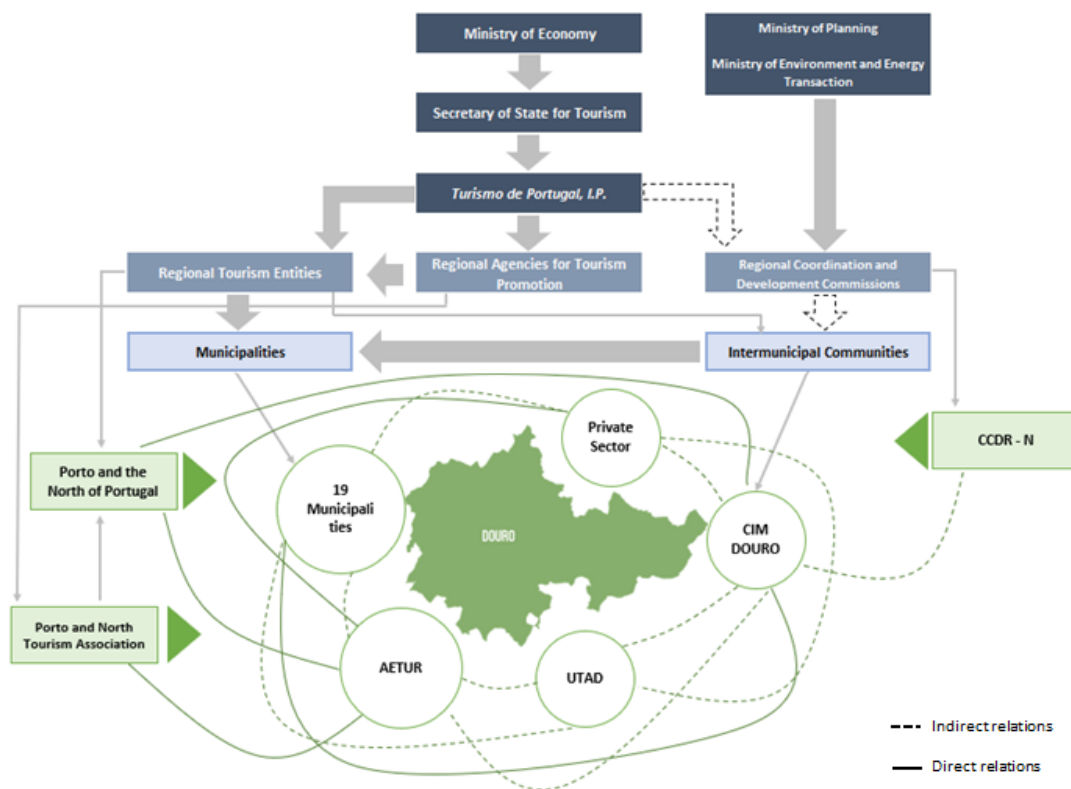 Ministry of Economy
Ministry of Planning
Ministry of Environment and Energy
Transaction
Secretary of State for Tourism
Turismo de Portugal, I.P.
Regional Tourism Entities
Regional Agencies for Tourism
Promotion
Regional Coordination and
Development Commissions
Municipalities
Intermunicipal Communities
Private
Sector
CCDR - N
Porto and the
North of Portugal
19
Municipali
ties
DOURO
CIM
DOURO
Porto and North
Tourism Association
AETUR
UTAD
Indirect relations
Direct relations